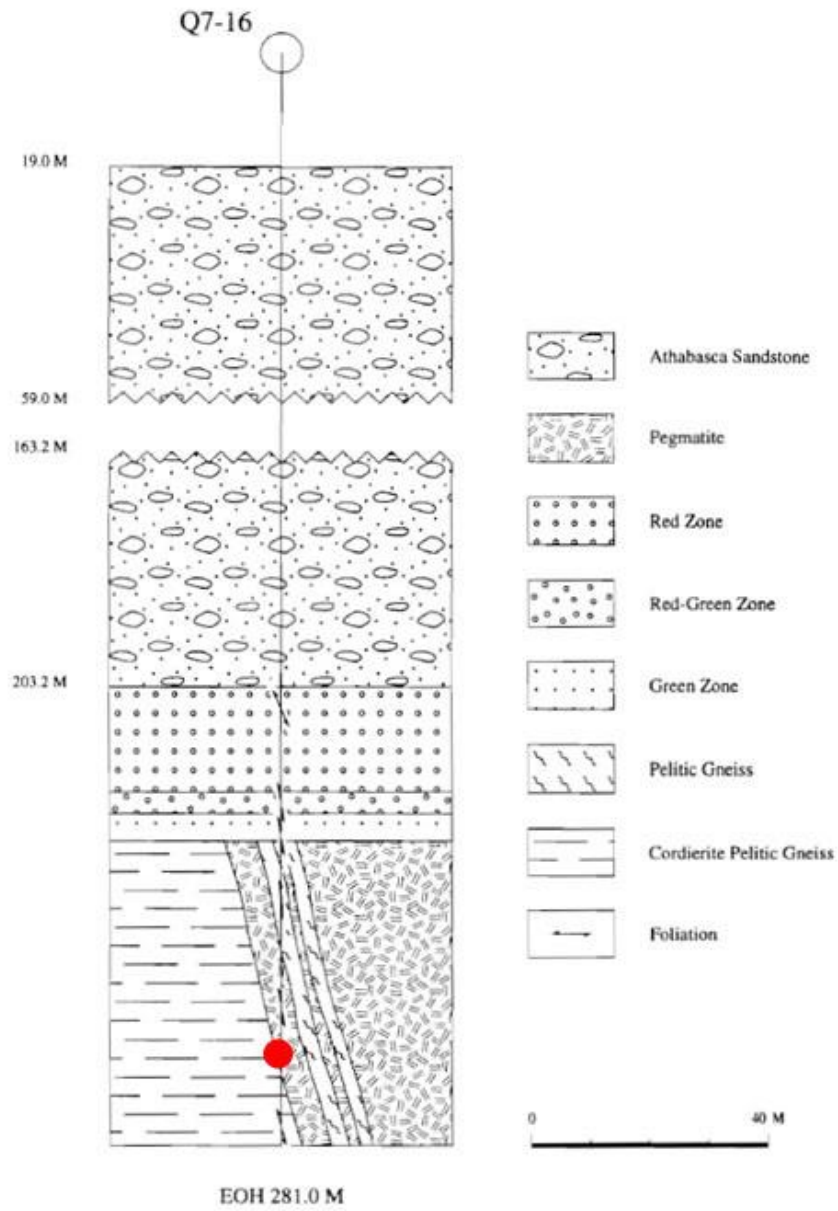 Q7-16
19.0 M
59.0 M
163.2 M
203.2 M
Athabasca Sandstone
Pegmatite
Red Zone
Red-Green Zone
Green Zone
Pelitic Gneiss
Cordierite Pelitic Gneiss
Foliation
0 40 M
EOH 281.0 M